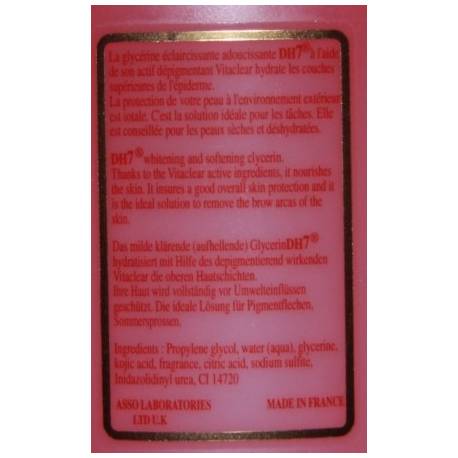 La glycérine éclaircissante adoucissante DH7® à l'aide
de son actif dépigmentant Vitaclear hydrate les couches
supérieures de l'épiderme.
La protection de votre peau à l'environnement extérieur
est totale. C'est la solution idéale pour les tâches. Elle
est conseillée pour les peaux sèches et déshydratées.
DH7® whitening and softening clycerin.
Thanks to the Vitaclear active ingredients, it nourishes
the skin. It insures a good overall skin protection and it
is the ideal solution to remove the brow arcas of the
skin.
Das milde klärende (aufhellende) GlycerinDH7®
hydratisiert mit Hilfe des depigmentierend wirkenden
Vitaclear die oberen Hautschichten.
Ihre Haut wird vollständig vor Umwelteinflüssen
geschützt. Die ideale Lösung für Pigmentflechen,
Sommersprossen.
Ingredients : Propylene glycol, water (aqua), glycerine,
kojic acid, fragrance, citric acid, sodium sulfite,
Imidazolidinyl urea, CI 14720
ASSO LABORATORIES MADE IN FRANCE
LTD U.K